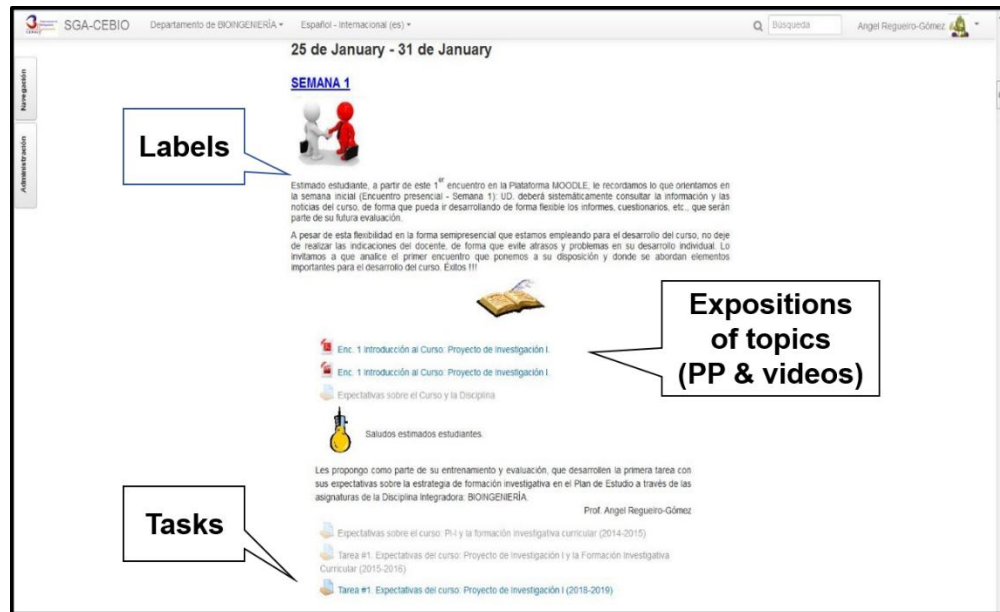 SGA-CEBIO Departamento de BIOINGENIERÍA Español - Internacional (es) Búsqueda Angel Regueiro-Gómez
25 de January - 31 de January
Navegación
SEMANA 1
Administración
Labels
Estimado estudiante, a partir de este 1er encuentro en la Plataforma MOODLE, le recordamos lo que orientamos en
la semana inicial (Encuentro presencial - Semana 1): UD. deberá sistemáticamente consultar la información y las
noticias del curso, de forma que pueda ir desarrollando de forma flexible los informes, cuestionarios, etc., que serán
parte de su futura evaluación.
A pesar de esta flexibilidad en la forma semipresencial que estamos empleando para el desarrollo del curso, no deje
de realizar las indicaciones del docente, de forma que evite atrasos y problemas en su desarrollo individual. Lo
invitamos a que analice el primer encuentro que ponemos a su disposición y donde se abordan elementos
importantes para el desarrollo del curso. Éxitos !!!
Expositions
of topics
(PP & videos)
Enc. 1 Introducción al Curso: Proyecto de Investigación I.
Enc. 1 Introducción al Curso: Proyecto de Investigación I.
Expectativas sobre el Curso y la Disciplina
Saludos estimados estudiantes.
Les propongo como parte de su entrenamiento y evaluación, que desarrollen la primera tarea con
sus expectativas sobre la estrategia de formación investigativa en el Plan de Estudio a través de las
asignaturas de la Disciplina Integradora: BIOINGENIERÍA.
Prof. Angel Regueiro-Gómez
Tasks
Expectativas sobre el curso: PI-I y la formación investigativa curricular (2014-2015)
Tarea #1. Expectativas del curso: Proyecto de Investigación I y la Formación Investigativa
Curricular (2015-2016)
Tarea #1. Expectativas del curso: Proyecto de Investigación I (2018-2019)